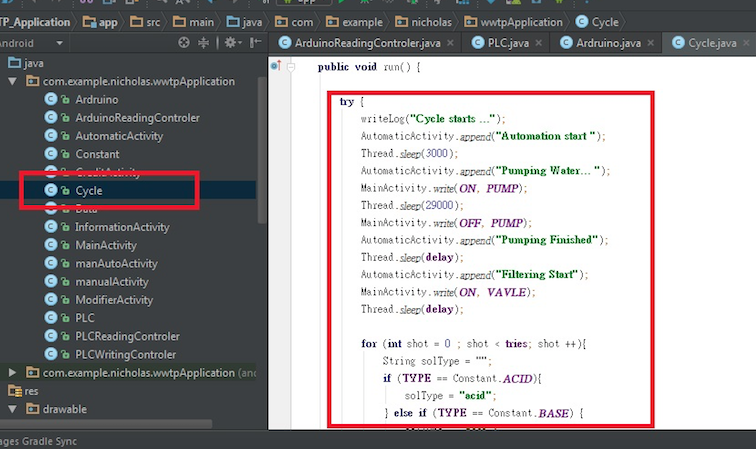 TP_Application
app
src
main
java
com
example
nicholas
wwtpApplication
Cycle
Android
ArduinoReadingControler.java
PLC.java
Ardruino.java
Cycle.java
java
com.example.nicholas.wwtpApplication
Ardruino
ArduinoReadingControler
AutomaticActivity
Constant
CreditActivity
Cycle
Data
InformationActivity
MainActivity
manAutoActivity
manualActivity
ModifierActivity
PLC
PLCReadingControler
PLCWritingControler
com.example.nicholas.wwtpApplication (and
res
drawable
public void run() {
try {
writeLog("Cycle starts ...");
AutomaticActivity.append("Automation start ");
Thread.sleep(3000);
AutomaticActivity.append("Pumping Water... ");
MainActivity.write(ON, PUMP);
Thread.sleep(29000);
MainActivity.write(OFF, PUMP);
AutomaticActivity.append("Pumping Finished");
Thread.sleep(delay);
AutomaticActivity.append("Filtering Start");
MainActivity.write(ON, VAVLE);
Thread.sleep(delay);
for (int shot = 0 ; shot < tries; shot ++){
String solType = "";
if (TYPE == Constant.ACID){
solType = "acid";
} else if (TYPE == Constant.BASE) {
ages Gradle Sync